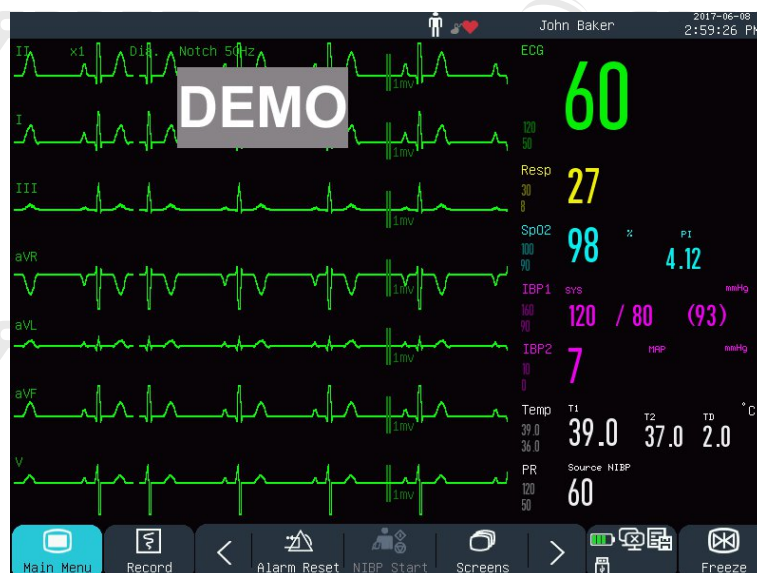 John Baker
2017-06-08
2:59:26 PM
II x1 Dia. Notch 50Hz
DEMO
1mv
I
1mv
III
1mv
aVR
1mv
aVL
1mv
aVF
1mv
V
1mv
ECG
60
120
50
Resp
30
8
27
SpO2
100
90
98
%
PI
4.12
IBP1
160
90
SYS
mmHg
120 / 80 (93)
IBP2
10
0
7
MAP
mmHg
Temp
39.0
36.0
T1
39.0
T2
37.0
TD
2.0
°C
PR
120
50
Source NIBP
60
Main Menu
Record
Alarm Reset
NIBP Start
Screens
Freeze